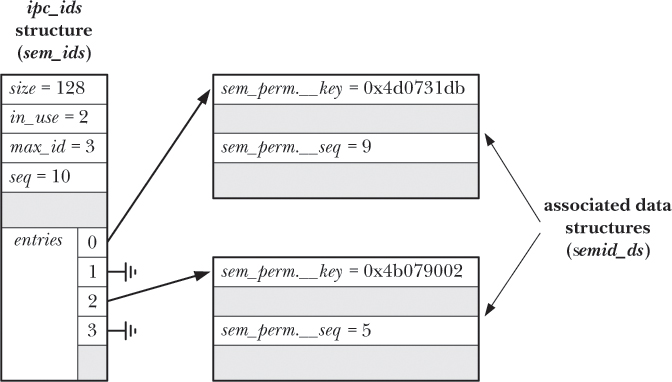 ipc_ids
structure
(sem_ids)
size = 128
in_use = 2
max_id = 3
seq = 10
entries
0
1
2
3
sem_perm.__key = 0x4d0731db
sem_perm.__seq = 9
sem_perm.__key = 0x4b079002
sem_perm.__seq = 5
associated data
structures
(semid_ds)